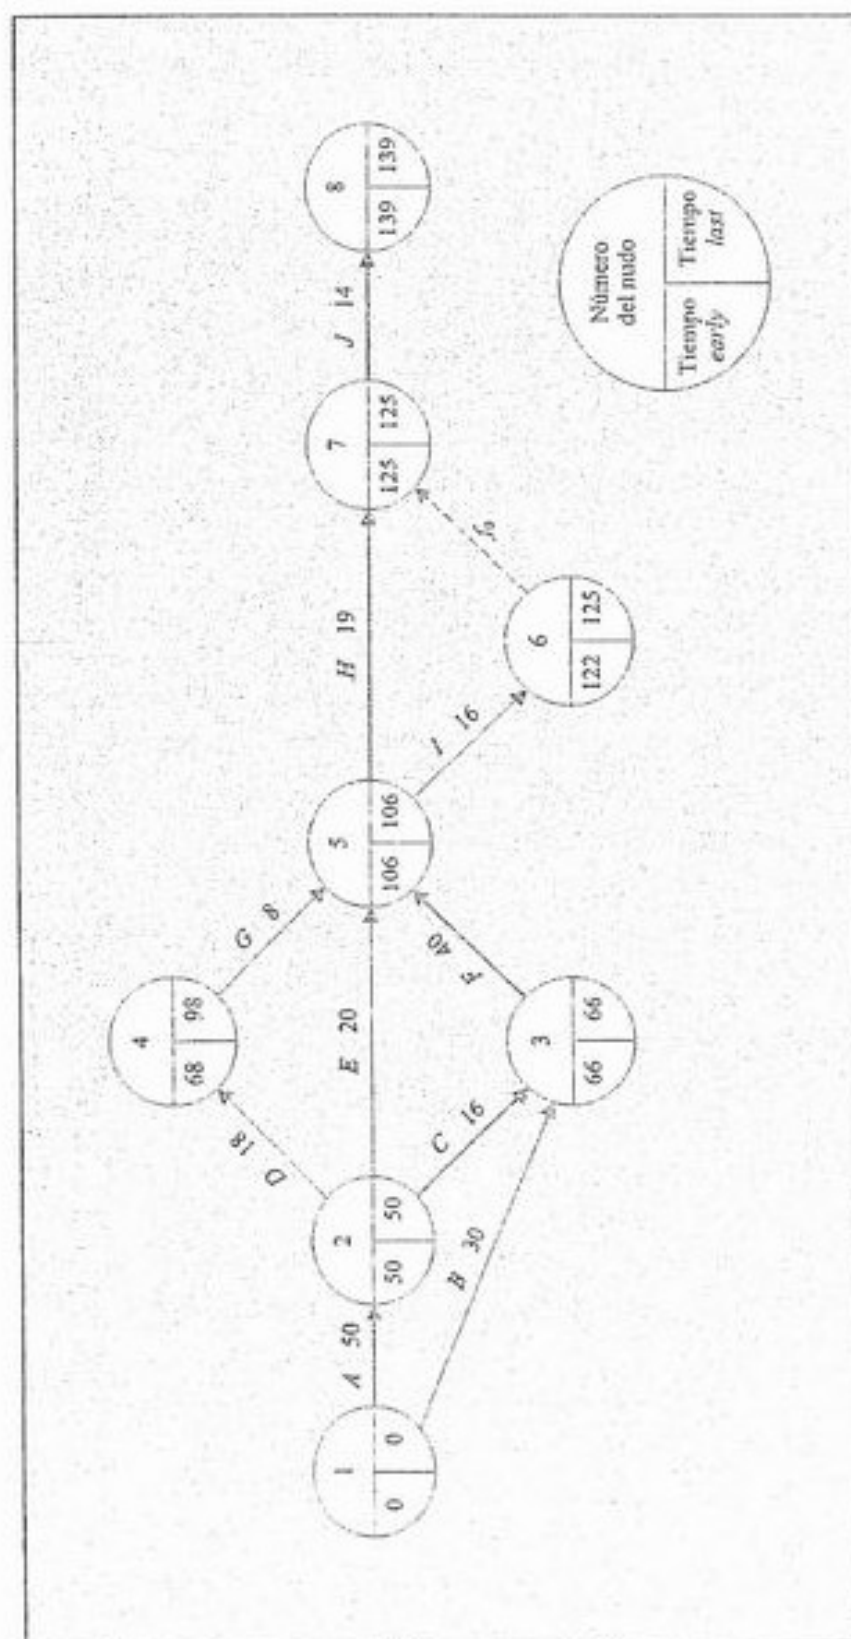 1
0 0
A 50
B 30
2
50 50
D 18
E 20
C 16
4
68 98
3
66 66
G 8
F 40
5
106 106
H 19
I 16
6
122 125
f₀
7
125 125
J 14
8
139 139
Número
del nudo
Tiempo
early
Tiempo
last